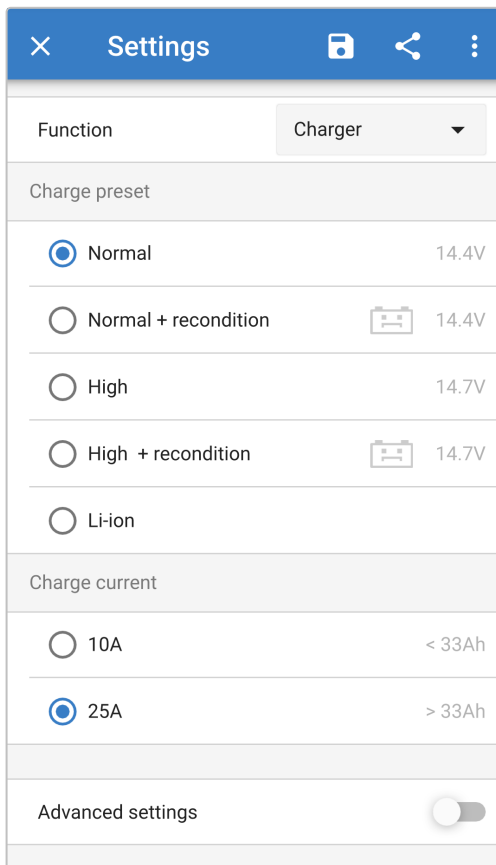 Settings
Function Charger
Charge preset
Normal 14.4V
Normal + recondition 14.4V
High 14.7V
High + recondition 14.7V
Li-ion
Charge current
10A < 33Ah
25A > 33Ah
Advanced settings